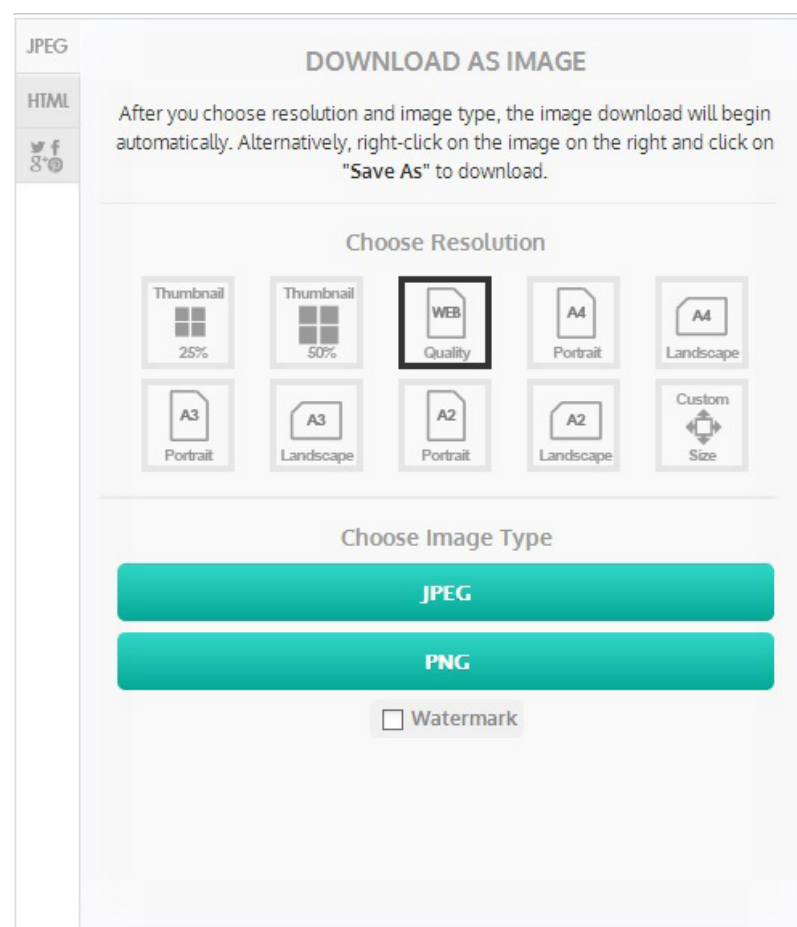 JPEG
HTML
DOWNLOAD AS IMAGE
After you choose resolution and image type, the image download will begin
automatically. Alternatively, right-click on the image on the right and click on
"Save As" to download.
Choose Resolution
Thumbnail
25%
Thumbnail
50%
WEB
Quality
A4
Portrait
A4
Landscape
A3
Portrait
A3
Landscape
A2
Portrait
A2
Landscape
Custom
Size
Choose Image Type
JPEG
PNG
Watermark